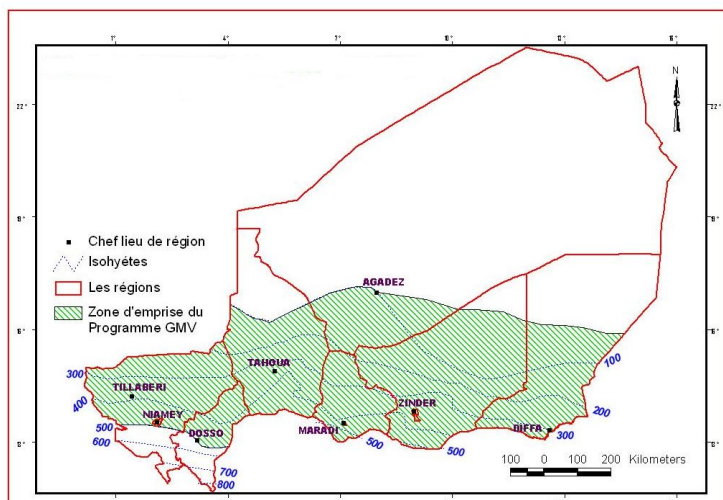 N
AGADEZ
Chef lieu de région
Isohyétes
Les régions
Zone d'emprise du
Programme GMV
TAHOUA
100
300
TILLABERI
400
ZINDER
200
NIAMEY
500
DOSSO
MARADI
500
DIFFA
300
600
500
700
800
100 0 100 200 Kilometers